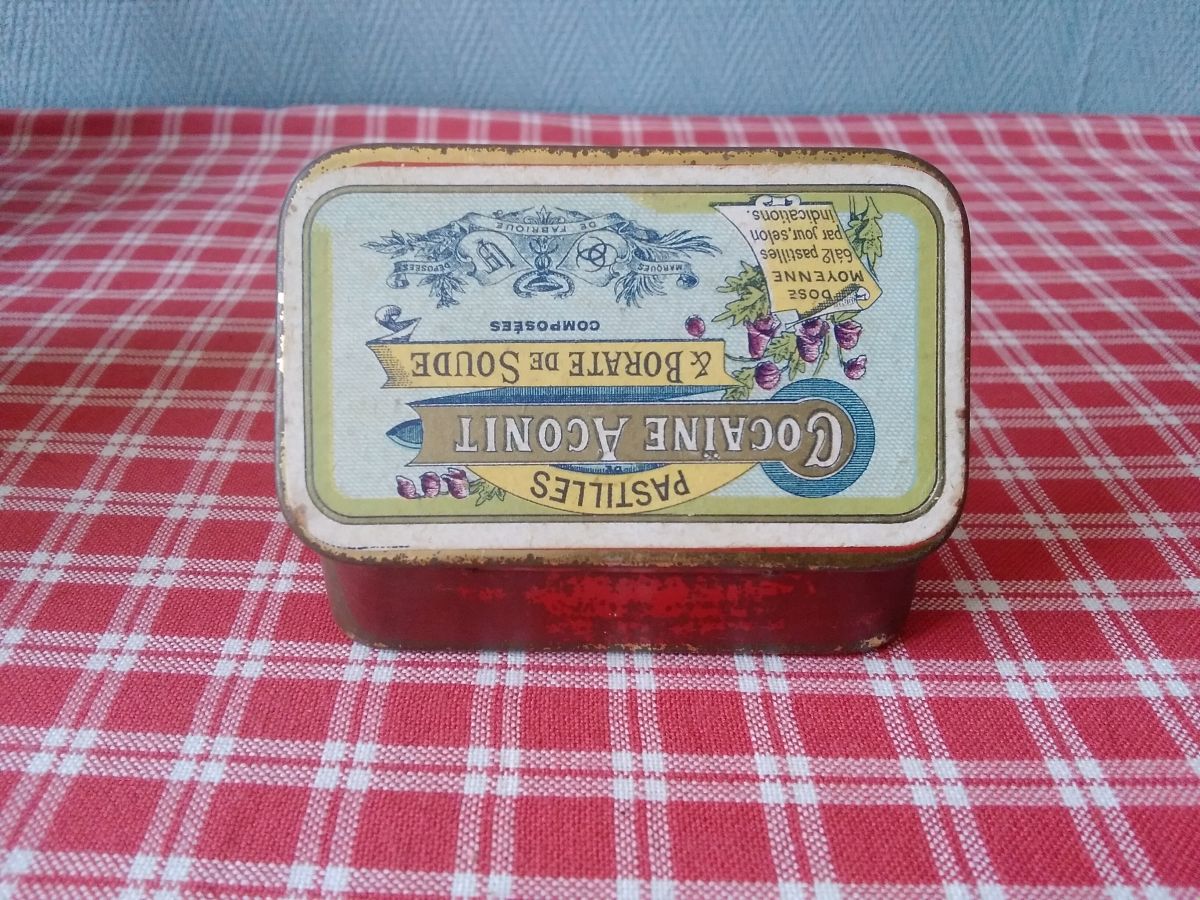 PASTILLES
COCAÏNE ACONIT
& BORATE DE SOUDE
COMPOSÉES
DOSE
MOYENNE
6à12 pastilles
par jour, selon
indications.
MARQUES DE FABRIQUE DÉPOSÉES